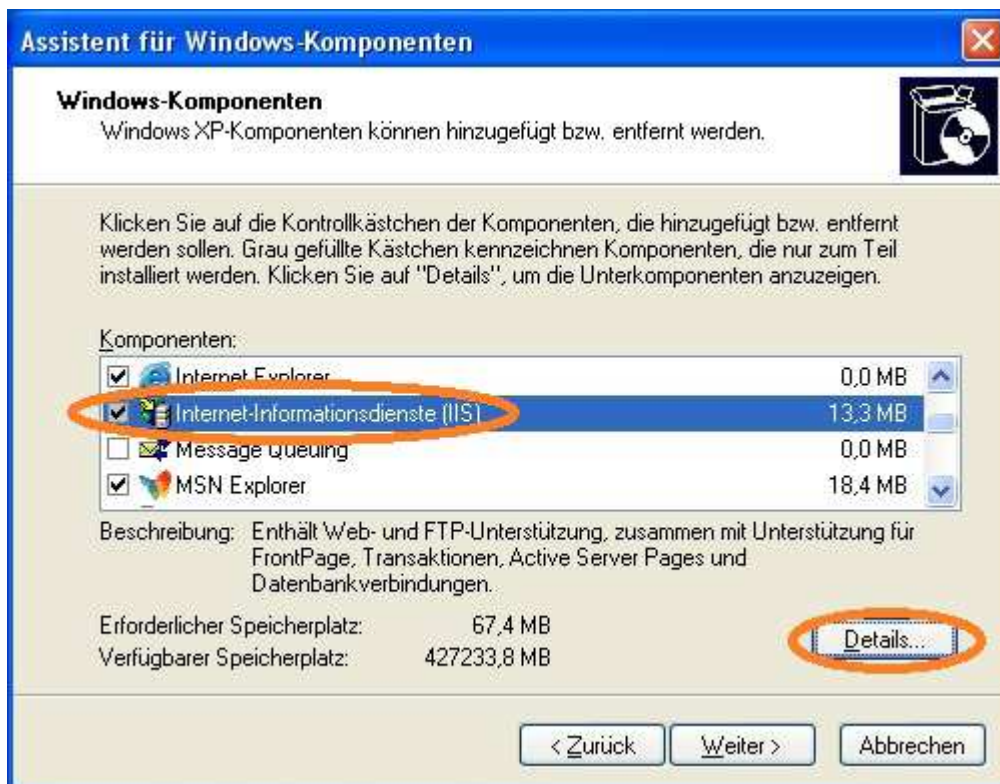 Assistent für Windows-Komponenten
Windows-Komponenten
Windows XP-Komponenten können hinzugefügt bzw. entfernt werden.
Klicken Sie auf die Kontrollkästchen der Komponenten, die hinzugefügt bzw. entfernt
werden sollen. Grau gefüllte Kästchen kennzeichnen Komponenten, die nur zum Teil
installiert werden. Klicken Sie auf "Details", um die Unterkomponenten anzuzeigen.
Komponenten:
Internet Explorer 0,0 MB
Internet-Informationsdienste (IIS) 13,3 MB
Message Queuing 0,0 MB
MSN Explorer 18,4 MB
Beschreibung: Enthält Web- und FTP-Unterstützung, zusammen mit Unterstützung für
FrontPage, Transaktionen, Active Server Pages und
Datenbankverbindungen.
Erforderlicher Speicherplatz: 67,4 MB
Verfügbarer Speicherplatz: 427233,8 MB
Details...
< Zurück Weiter > Abbrechen